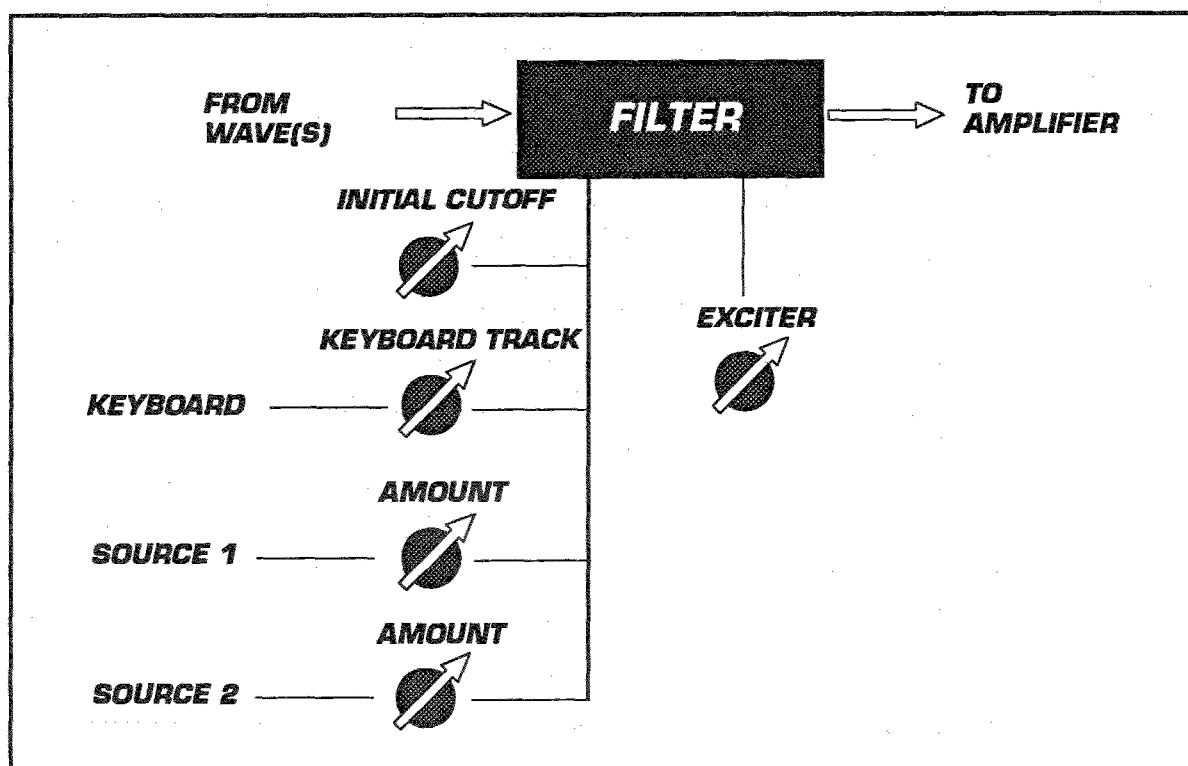 FROM
WAVE(S)
FILTER
TO
AMPLIFIER
INITIAL CUTOFF
EXCITER
KEYBOARD TRACK
KEYBOARD
AMOUNT
SOURCE 1
AMOUNT
SOURCE 2